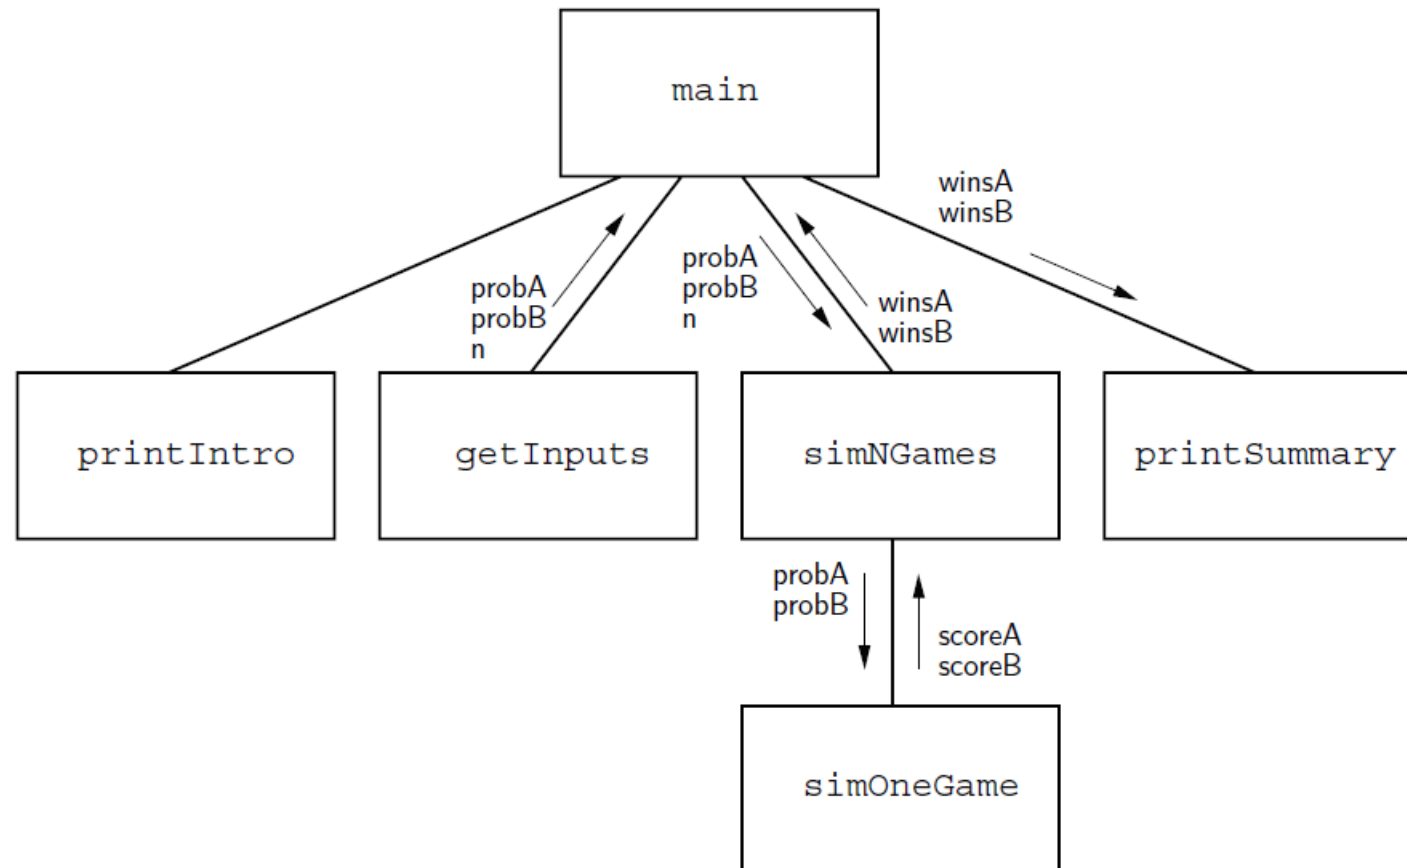 main
winsA
winsB
probA
probB
n
probA
probB
n
winsA
winsB
printIntro
getInputs
simNGames
printSummary
probA
probB
scoreA
scoreB
simOneGame